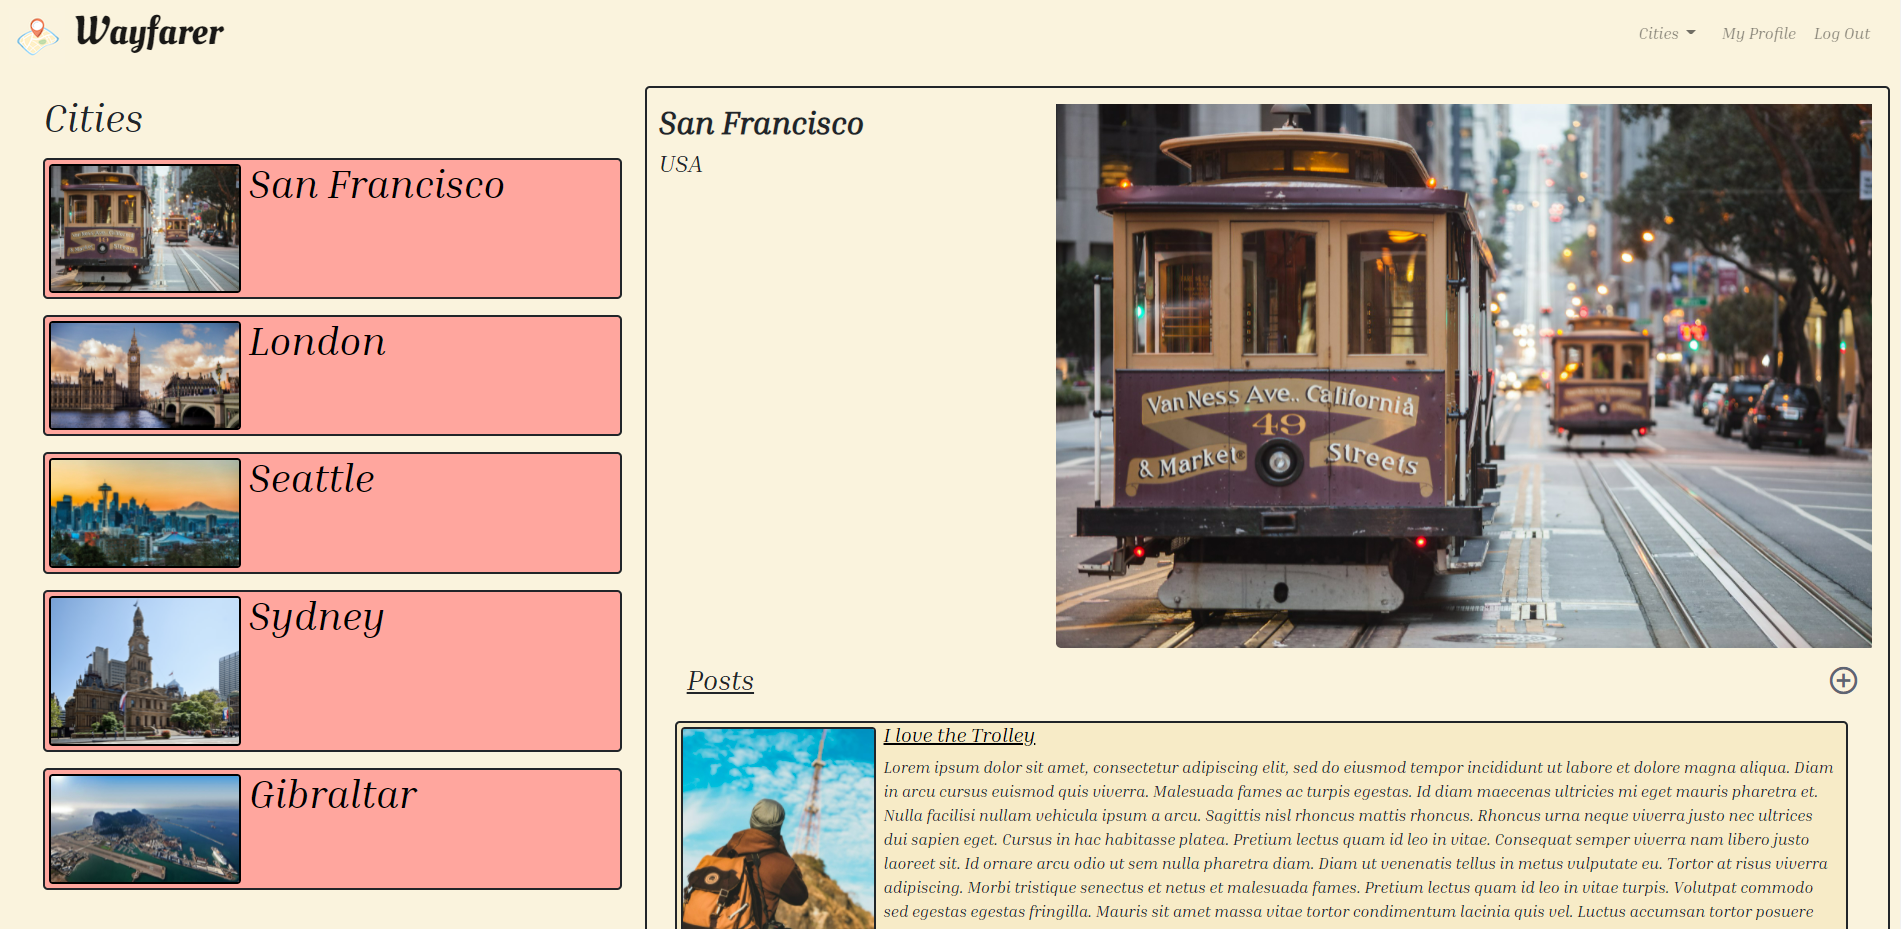 Wayfarer
Cities
My Profile
Log Out
Cities
San Francisco
London
Seattle
Sydney
Gibraltar
San Francisco
USA
Van Ness Ave., California
49
& Market Streets
Posts
I love the Trolley
Lorem ipsum dolor sit amet, consectetur adipiscing elit, sed do eiusmod tempor incididunt ut labore et dolore magna aliqua. Diam
in arcu cursus euismod quis viverra. Malesuada fames ac turpis egestas. Id diam maecenas ultricies mi eget mauris pharetra et.
Nulla facilisi nullam vehicula ipsum a arcu. Sagittis nisl rhoncus mattis rhoncus. Rhoncus urna neque viverra justo nec ultrices
dui sapien eget. Cursus in hac habitasse platea. Pretium lectus quam id leo in vitae. Consequat semper viverra nam libero justo
laoreet sit. Id ornare arcu odio ut sem nulla pharetra diam. Diam ut venenatis tellus in metus vulputate eu. Tortor at risus viverra
adipiscing. Morbi tristique senectus et netus et malesuada fames. Pretium lectus quam id leo in vitae turpis. Volutpat commodo
sed egestas egestas fringilla. Mauris sit amet massa vitae tortor condimentum lacinia quis vel. Luctus accumsan tortor posuere